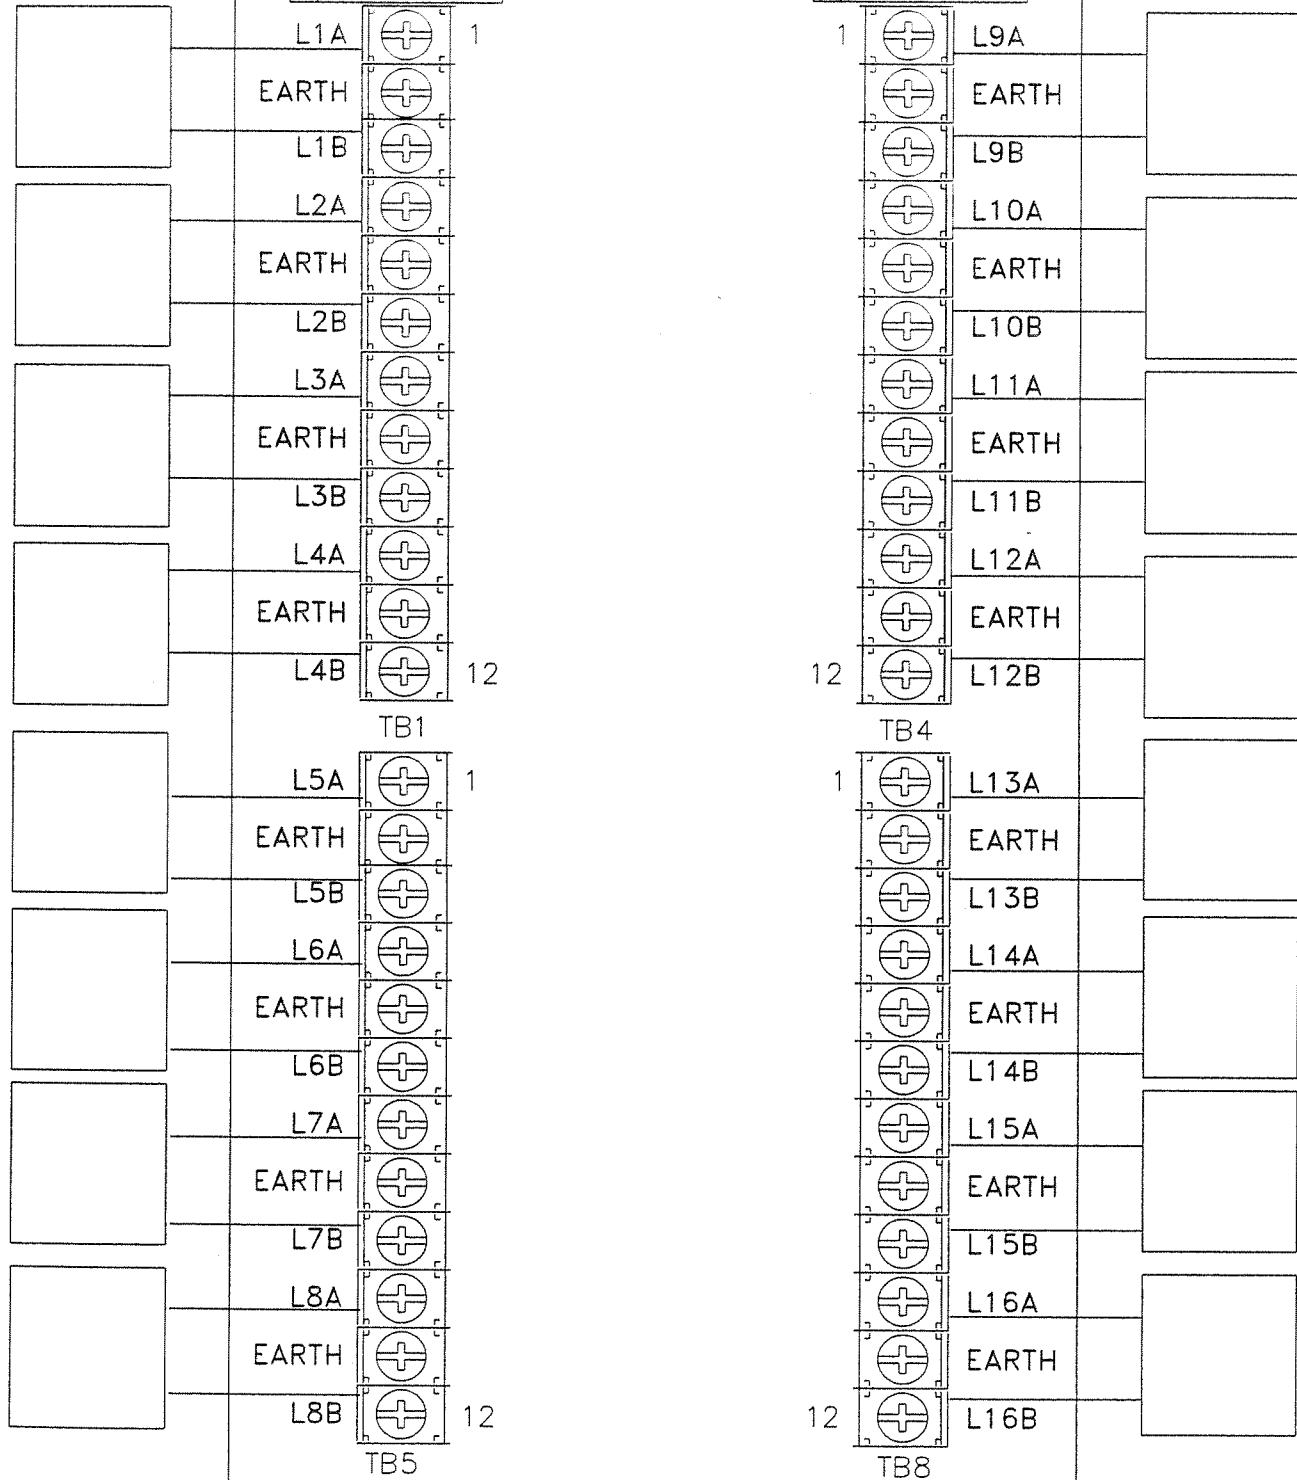 L1A 1
EARTH
L1B
L2A
EARTH
L2B
L3A
EARTH
L3B
L4A
EARTH
L4B 12
TB1
L5A 1
EARTH
L5B
L6A
EARTH
L6B
L7A
EARTH
L7B
L8A
EARTH
L8B 12
TB5
1 L9A
EARTH
L9B
L10A
EARTH
L10B
L11A
EARTH
L11B
L12A
EARTH
12 L12B
TB4
1 L13A
EARTH
L13B
L14A
EARTH
L14B
L15A
EARTH
L15B
L16A
EARTH
12 L16B
TB8